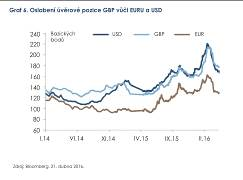 Graf 6. Oslabení úvěrové pozice GBP vůči EURU a USD
Bazických bodů
USD GBP EUR
240
220
200
180
160
140
120
100
80
60
I.14 VI.14 XI.14 IV.15 IX.15 II.16
Zdroj: Bloomberg, 21. dubna 2016.